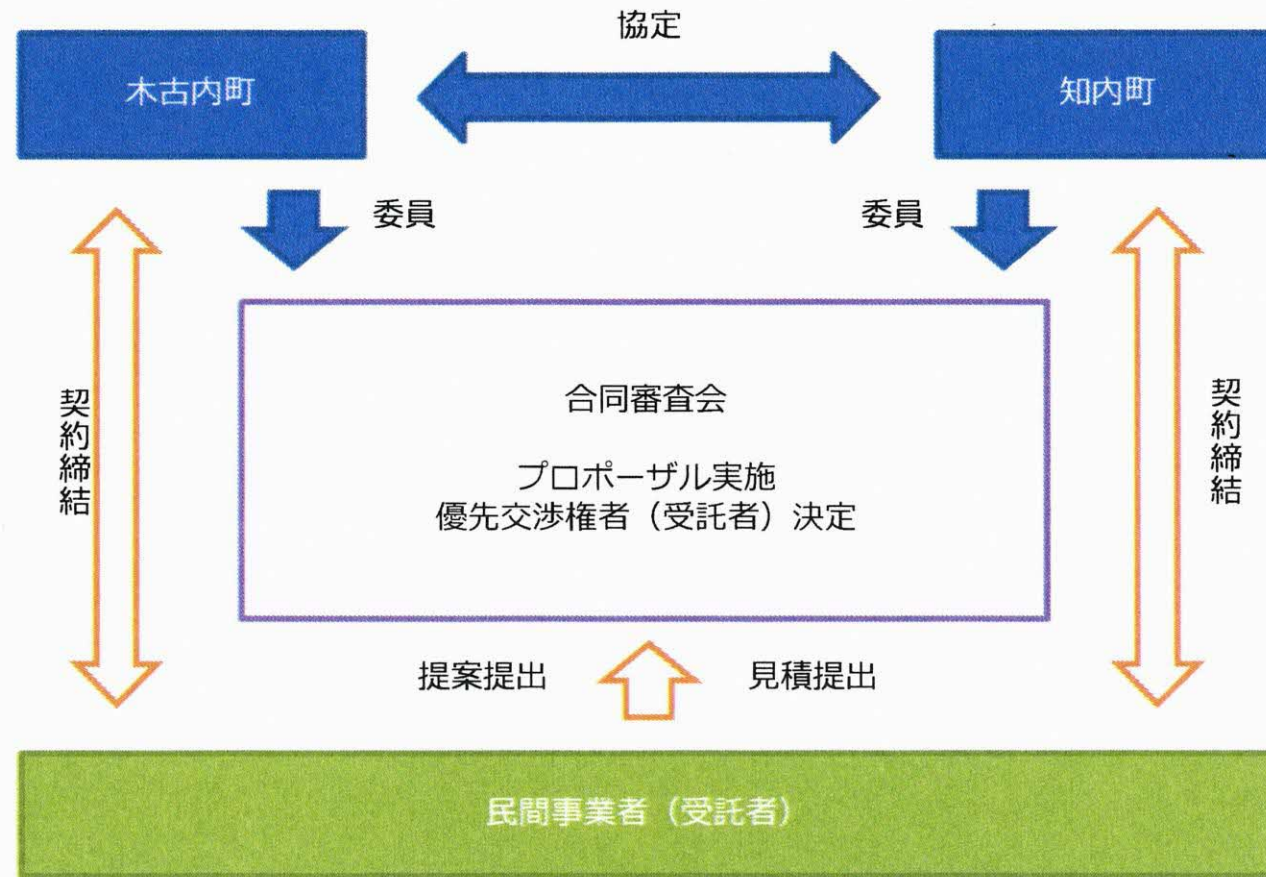 協定
木古内町
知内町
委員
委員
契約締結
合同審査会
プロポーザル実施
優先交渉権者（受託者）決定
契約締結
提案提出
見積提出
民間事業者（受託者）